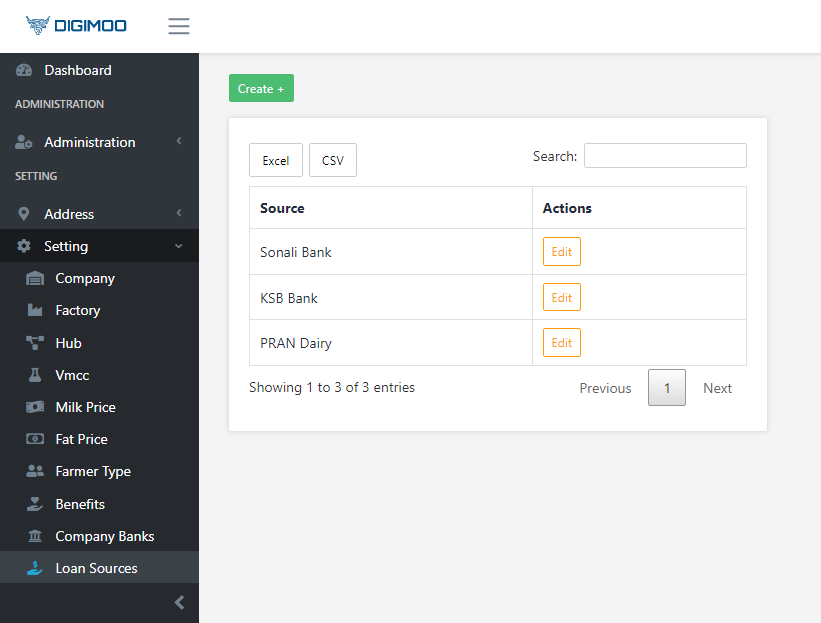 DIGIMOO
Dashboard
ADMINISTRATION
Administration
SETTING
Address
Setting
Company
Factory
Hub
Vmcc
Milk Price
Fat Price
Farmer Type
Benefits
Company Banks
Loan Sources
Create +
Excel CSV Search:
Source Actions
Sonali Bank Edit
KSB Bank Edit
PRAN Dairy Edit
Showing 1 to 3 of 3 entries Previous 1 Next